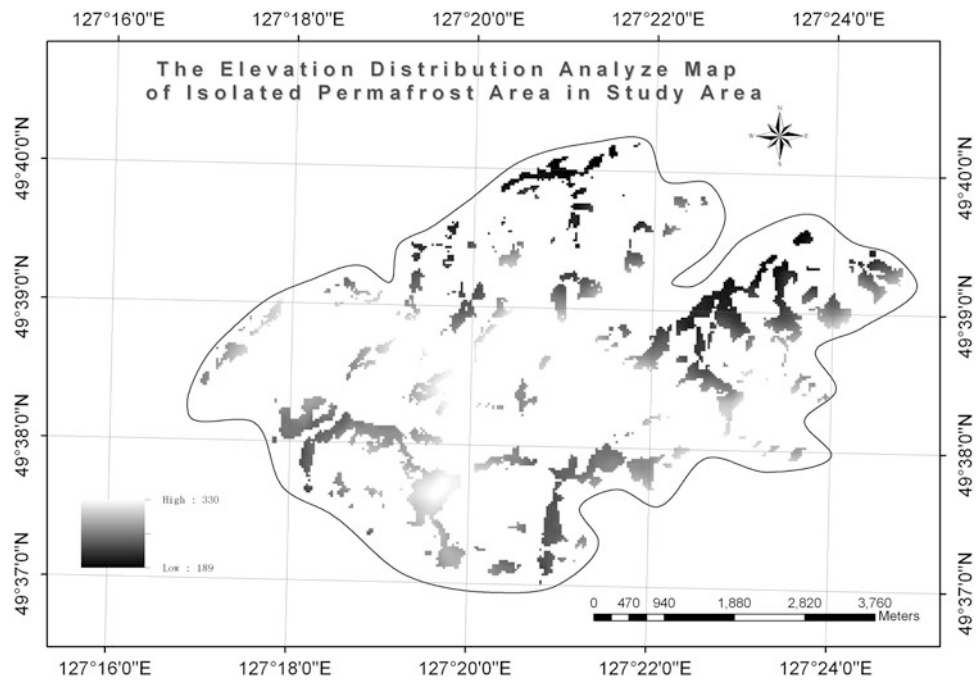 127°16'0"E 127°18'0"E 127°20'0"E 127°22'0"E 127°24'0"E
The Elevation Distribution Analyze Map
of Isolated Permafrost Area in Study Area
N
W E
S
49°40'0"N 49°40'0"N
49°39'0"N 49°39'0"N
49°38'0"N 49°38'0"N
High : 330
Low : 189
49°37'0"N 49°37'0"N
0 470 940 1,880 2,820 3,760
Meters
127°16'0"E 127°18'0"E 127°20'0"E 127°22'0"E 127°24'0"E